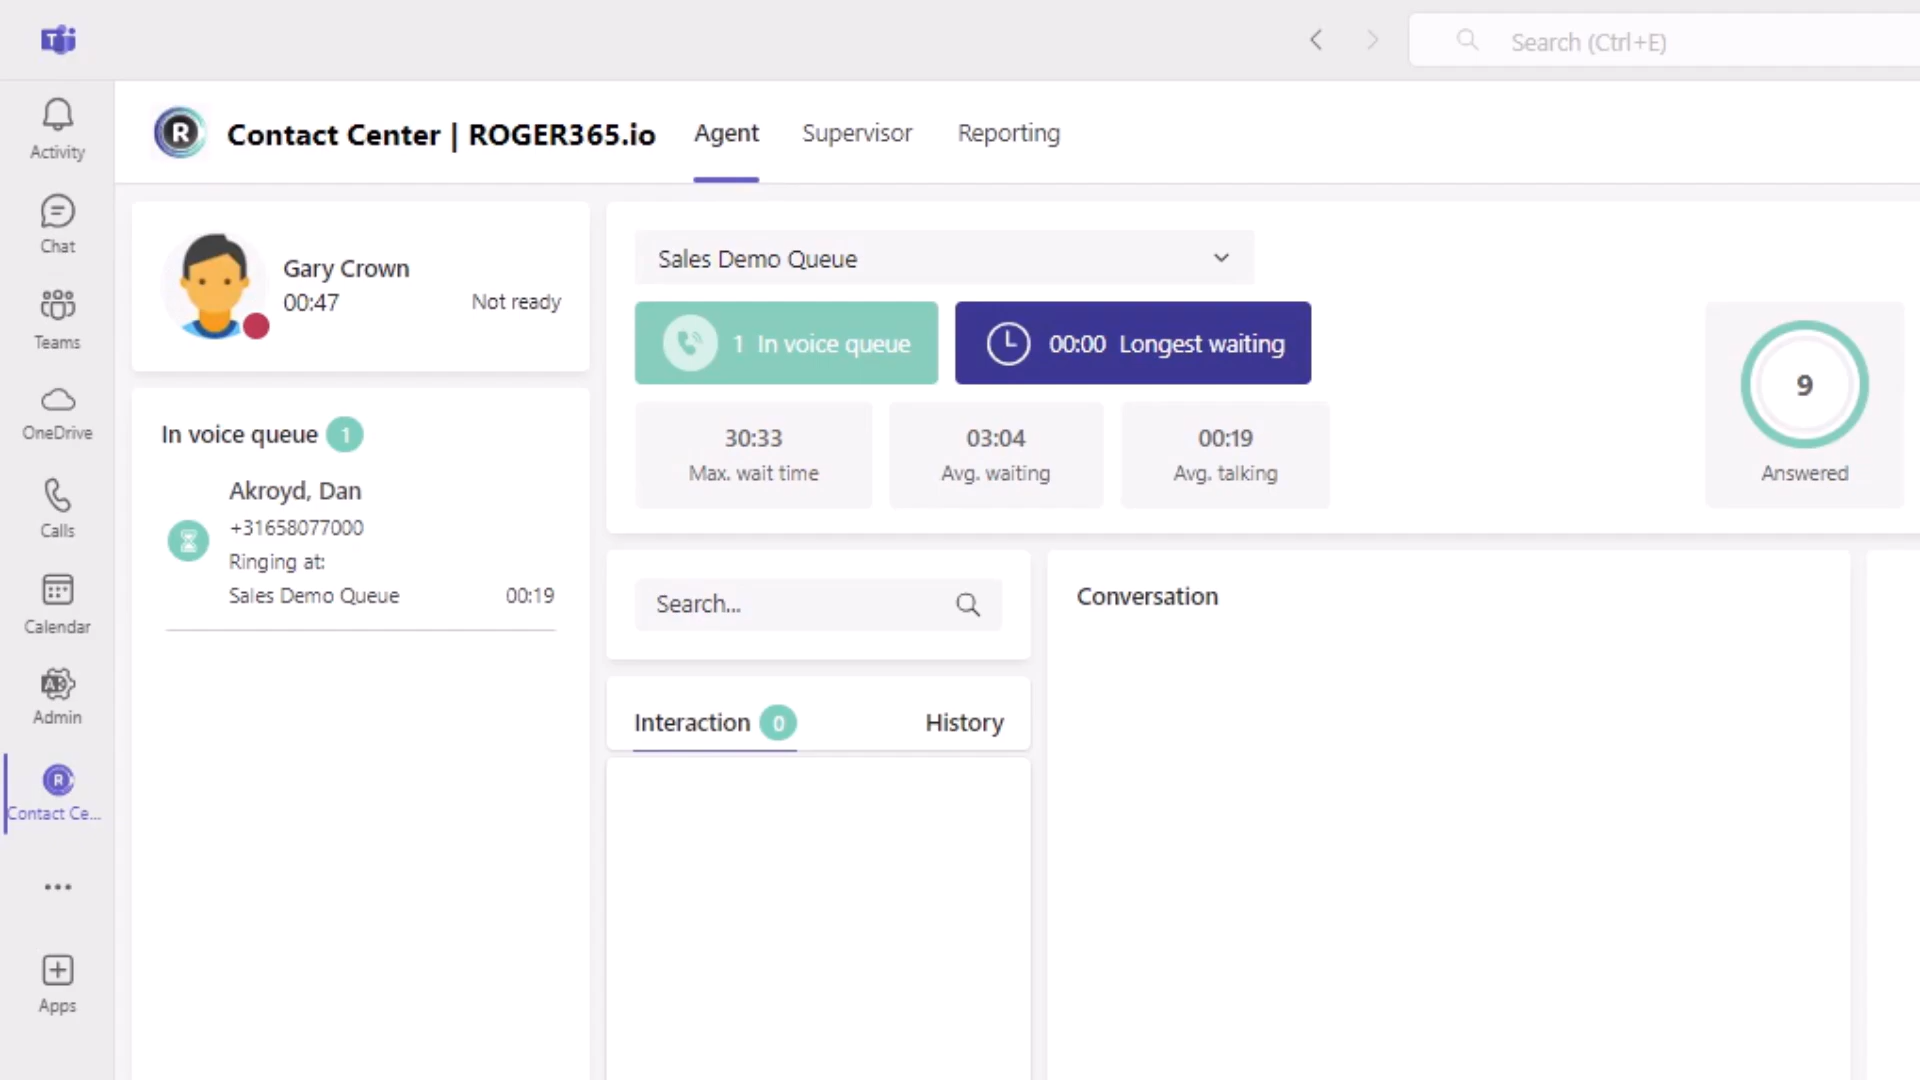 Search (Ctrl+E)
Activity
Chat
Teams
OneDrive
Calls
Calendar
Admin
Contact Ce...
Apps
R Contact Center | ROGER365.io
Agent
Supervisor
Reporting
Gary Crown
00:47
Not ready
In voice queue 1
Akroyd, Dan
+31658077000
Ringing at:
Sales Demo Queue 00:19
Sales Demo Queue
1 In voice queue
00:00 Longest waiting
30:33
Max. wait time
03:04
Avg. waiting
00:19
Avg. talking
9
Answered
Search...
Interaction 0
History
Conversation